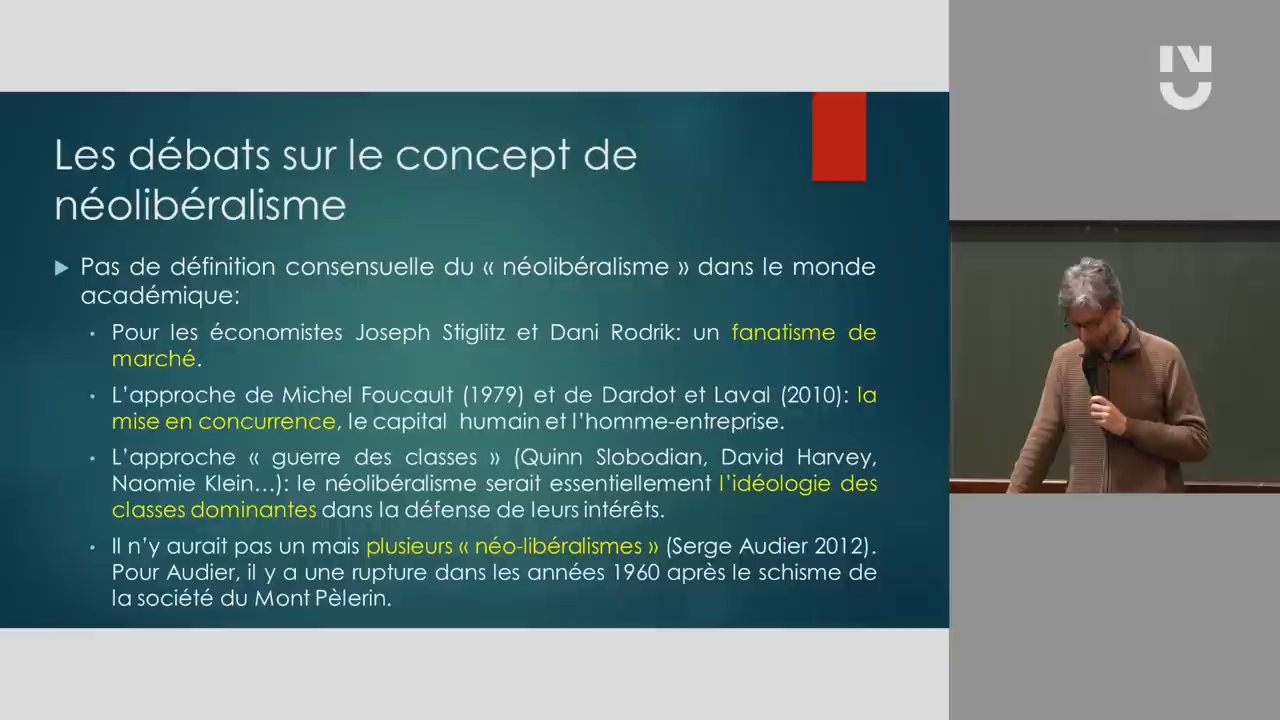 Les débats sur le concept de
néolibéralisme
Pas de définition consensuelle du « néolibéralisme » dans le monde
académique:
Pour les économistes Joseph Stiglitz et Dani Rodrik: un fanatisme de
marché.
L'approche de Michel Foucault (1979) et de Dardot et Laval (2010): la
mise en concurrence, le capital humain et l'homme-entreprise.
L'approche « guerre des classes » (Quinn Slobodian, David Harvey,
Naomie Klein…): le néolibéralisme serait essentiellement l'idéologie des
classes dominantes dans la défense de leurs intérêts.
Il n'y aurait pas un mais plusieurs « néo-libéralismes » (Serge Audier 2012).
Pour Audier, il y a une rupture dans les années 1960 après le schisme de
la société du Mont Pèlerin.